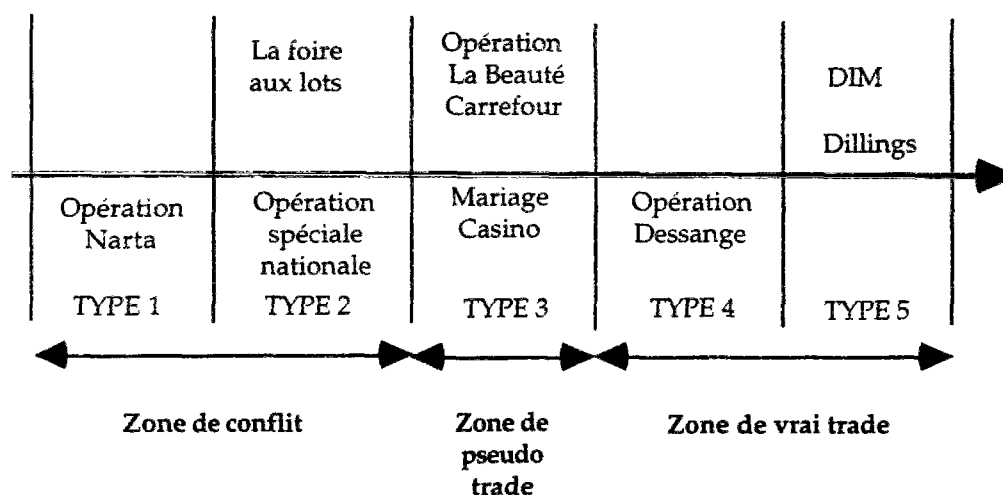 La foire
aux lots
Opération
La Beauté
Carrefour
DIM
Dillings
Opération
Narta
Opération
spéciale
nationale
Mariage
Casino
Opération
Dessange
TYPE 1
TYPE 2
TYPE 3
TYPE 4
TYPE 5
Zone de conflit
Zone de
pseudo
trade
Zone de vrai trade